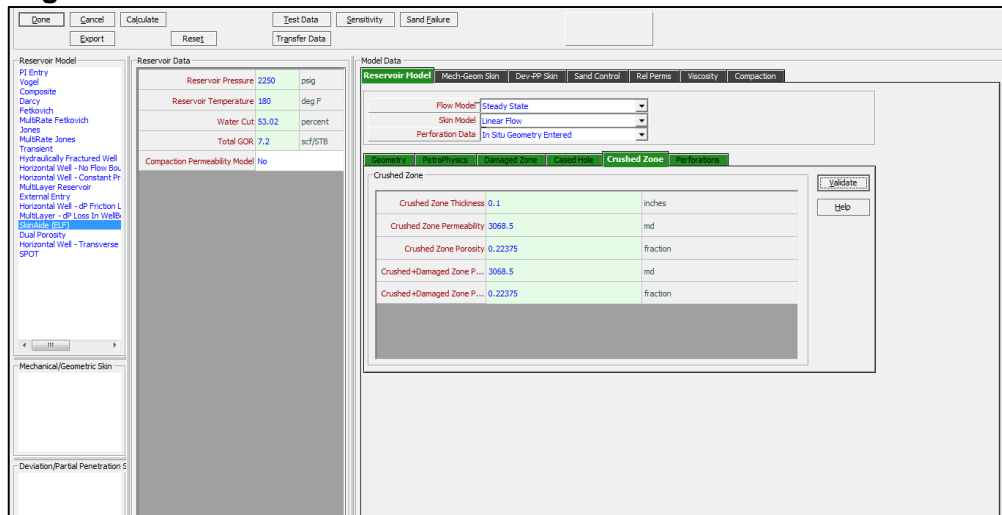 Done Cancel Calculate Test Data Sensitivity Sand Failure
Export Reset Transfer Data
Reservoir Model
PI Entry
Vogel
Composite
Darcy
Fetkovich
MultiRate Fetkovich
Jones
MultiRate Jones
Transient
Hydraulically Fractured Well
Horizontal Well - No Flow Bou
Horizontal Well - Constant Pr
MultiLayer Reservoir
External Entry
Horizontal Well - dP Friction L
MultiLayer - dP Loss In WellB
SkinAide (ELF)
Dual Porosity
Horizontal Well - Transverse
SPOT
Mechanical/Geometric Skin
Deviation/Partial Penetration S
Reservoir Data
Reservoir Pressure 2250 psig
Reservoir Temperature 180 deg F
Water Cut 53.02 percent
Total GOR 7.2 scf/STB
Compaction Permeability Model No
Model Data
Reservoir Model Mech-Geom Skin Dev-PP Skin Sand Control Rel Perms Viscosity Compaction
Flow Model Steady State
Skin Model Linear Flow
Perforation Data In Situ Geometry Entered
Geometry PetroPhysics Damaged Zone Cased Hole Crushed Zone Perforations
Crushed Zone
Crushed Zone Thickness 0.1 inches
Crushed Zone Permeability 3068.5 md
Crushed Zone Porosity 0.22375 fraction
Crushed+Damaged Zone P... 3068.5 md
Crushed+Damaged Zone P... 0.22375 fraction
Validate
Help